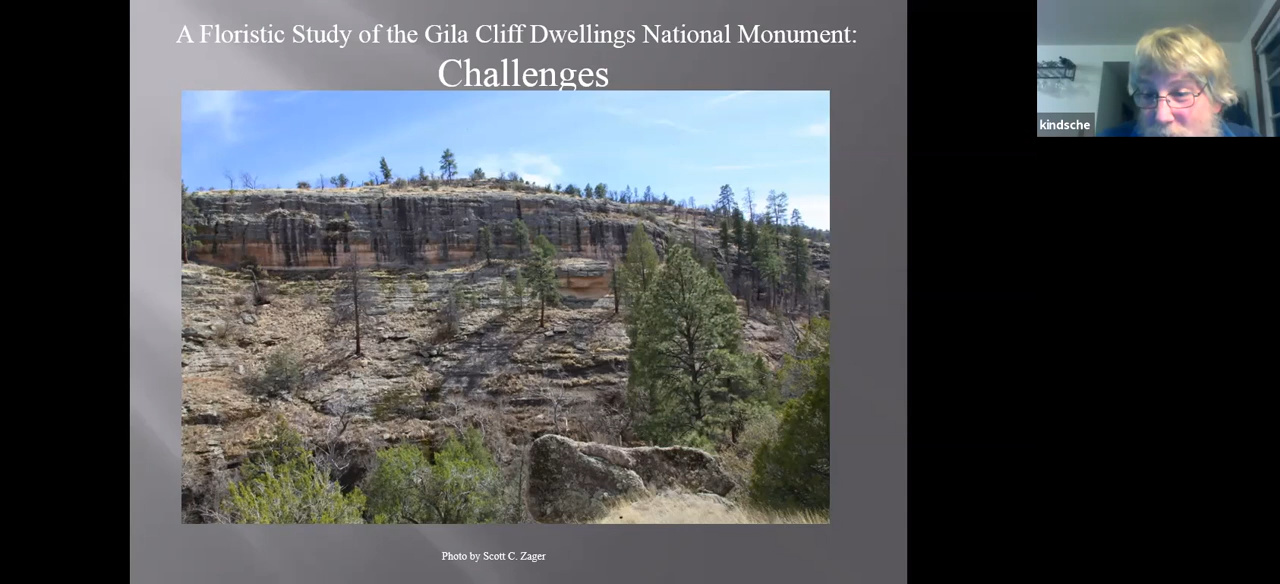 A Floristic Study of the Gila Cliff Dwellings National Monument:
Challenges
kindsche
Photo by Scott C. Zager